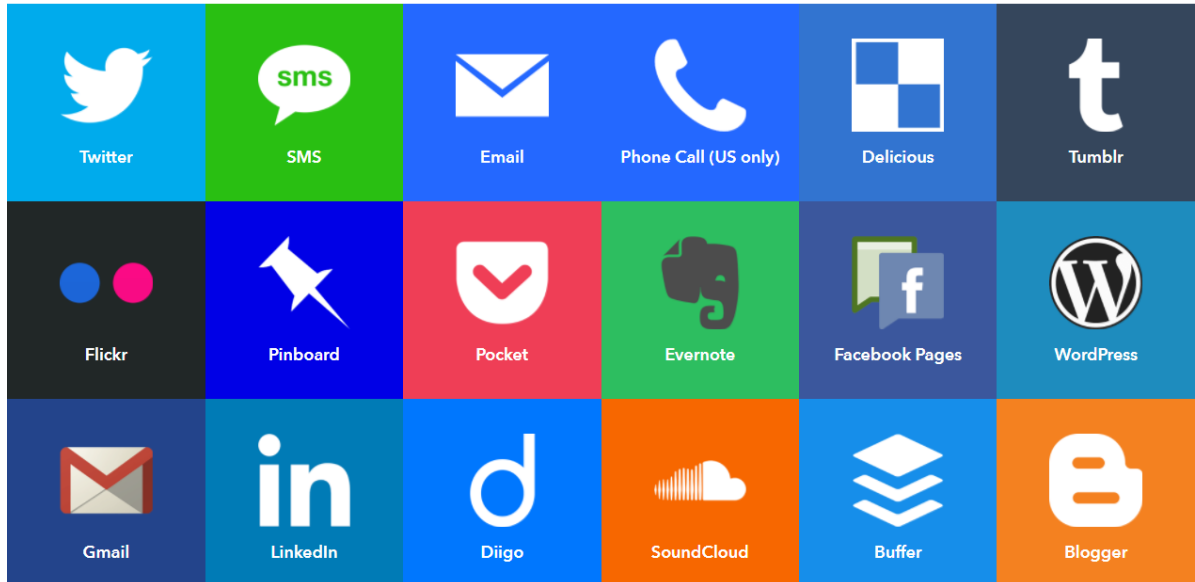 sms
Twitter
SMS
Email
Phone Call (US only)
Delicious
t
Tumblr
Flickr
Pinboard
Pocket
Evernote
f
Facebook Pages
W
WordPress
Gmail
in
LinkedIn
d
Diigo
SoundCloud
Buffer
B
Blogger